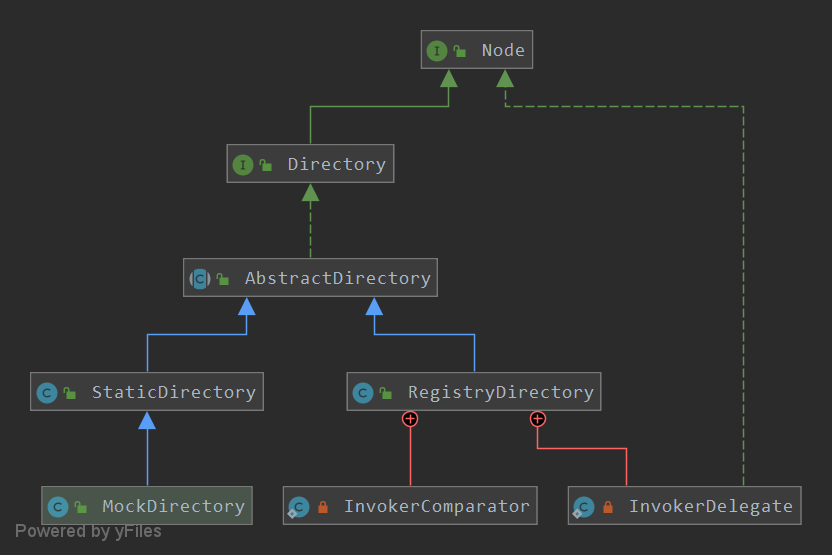 Node
Directory
AbstractDirectory
StaticDirectory
RegistryDirectory
MockDirectory
InvokerComparator
InvokerDelegate
Powered by yFiles